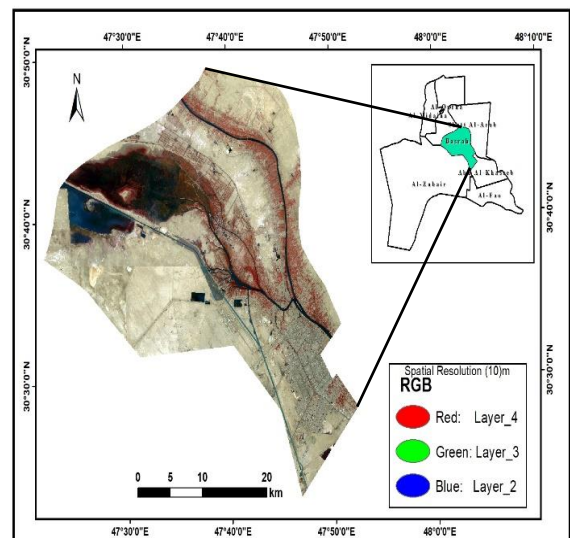 47°30'0"E 47°40'0"E 47°50'0"E 48°0'0"E 48°10'0"E
30°50'0"N
30°40'0"N
30°30'0"N
N
Al-Qurna
Shatt Al-Arab
Basrah
Abu Al Khaseeb
Al-Zubair
Al-Fao
30°40'0"N
30°30'0"N
Spatial Resolution (10)m
RGB
Red: Layer_4
Green: Layer_3
Blue: Layer_2
0 5 10 20
km
47°30'0"E 47°40'0"E 47°50'0"E 48°0'0"E